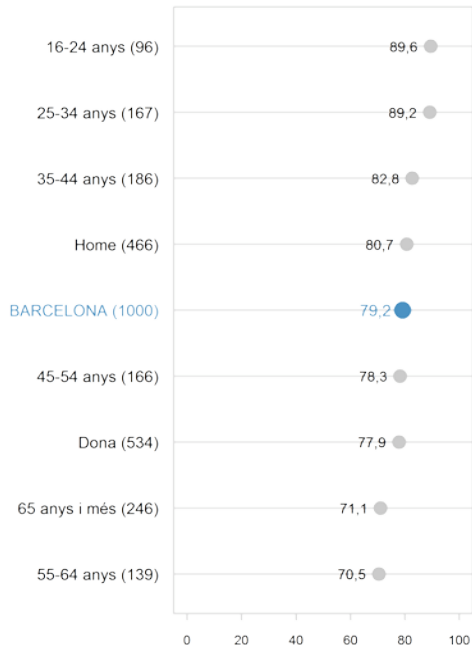 16-24 anys (96) 89,6
25-34 anys (167) 89,2
35-44 anys (186) 82,8
Home (466) 80,7
BARCELONA (1000) 79,2
45-54 anys (166) 78,3
Dona (534) 77,9
65 anys i més (246) 71,1
55-64 anys (139) 70,5
0 20 40 60 80 100